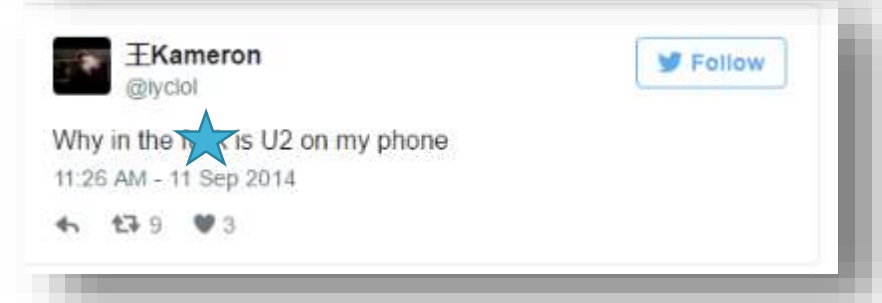 王Kameron
Follow
@lyclol
Why in the is U2 on my phone
11:26 AM - 11 Sep 2014
9 3